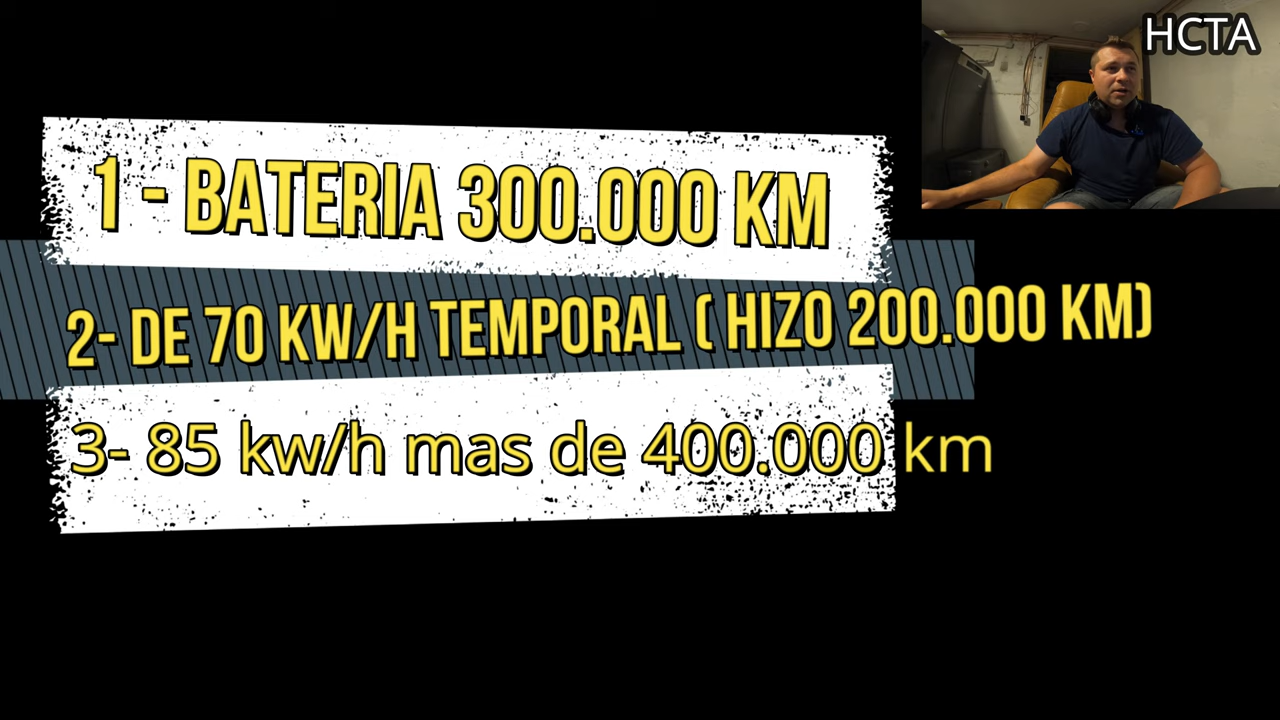 HCTA
1 - BATERIA 300.000 KM
2- DE 70 KW/H TEMPORAL ( HIZO 200.000 KM)
3- 85 kw/h mas de 400.000 km